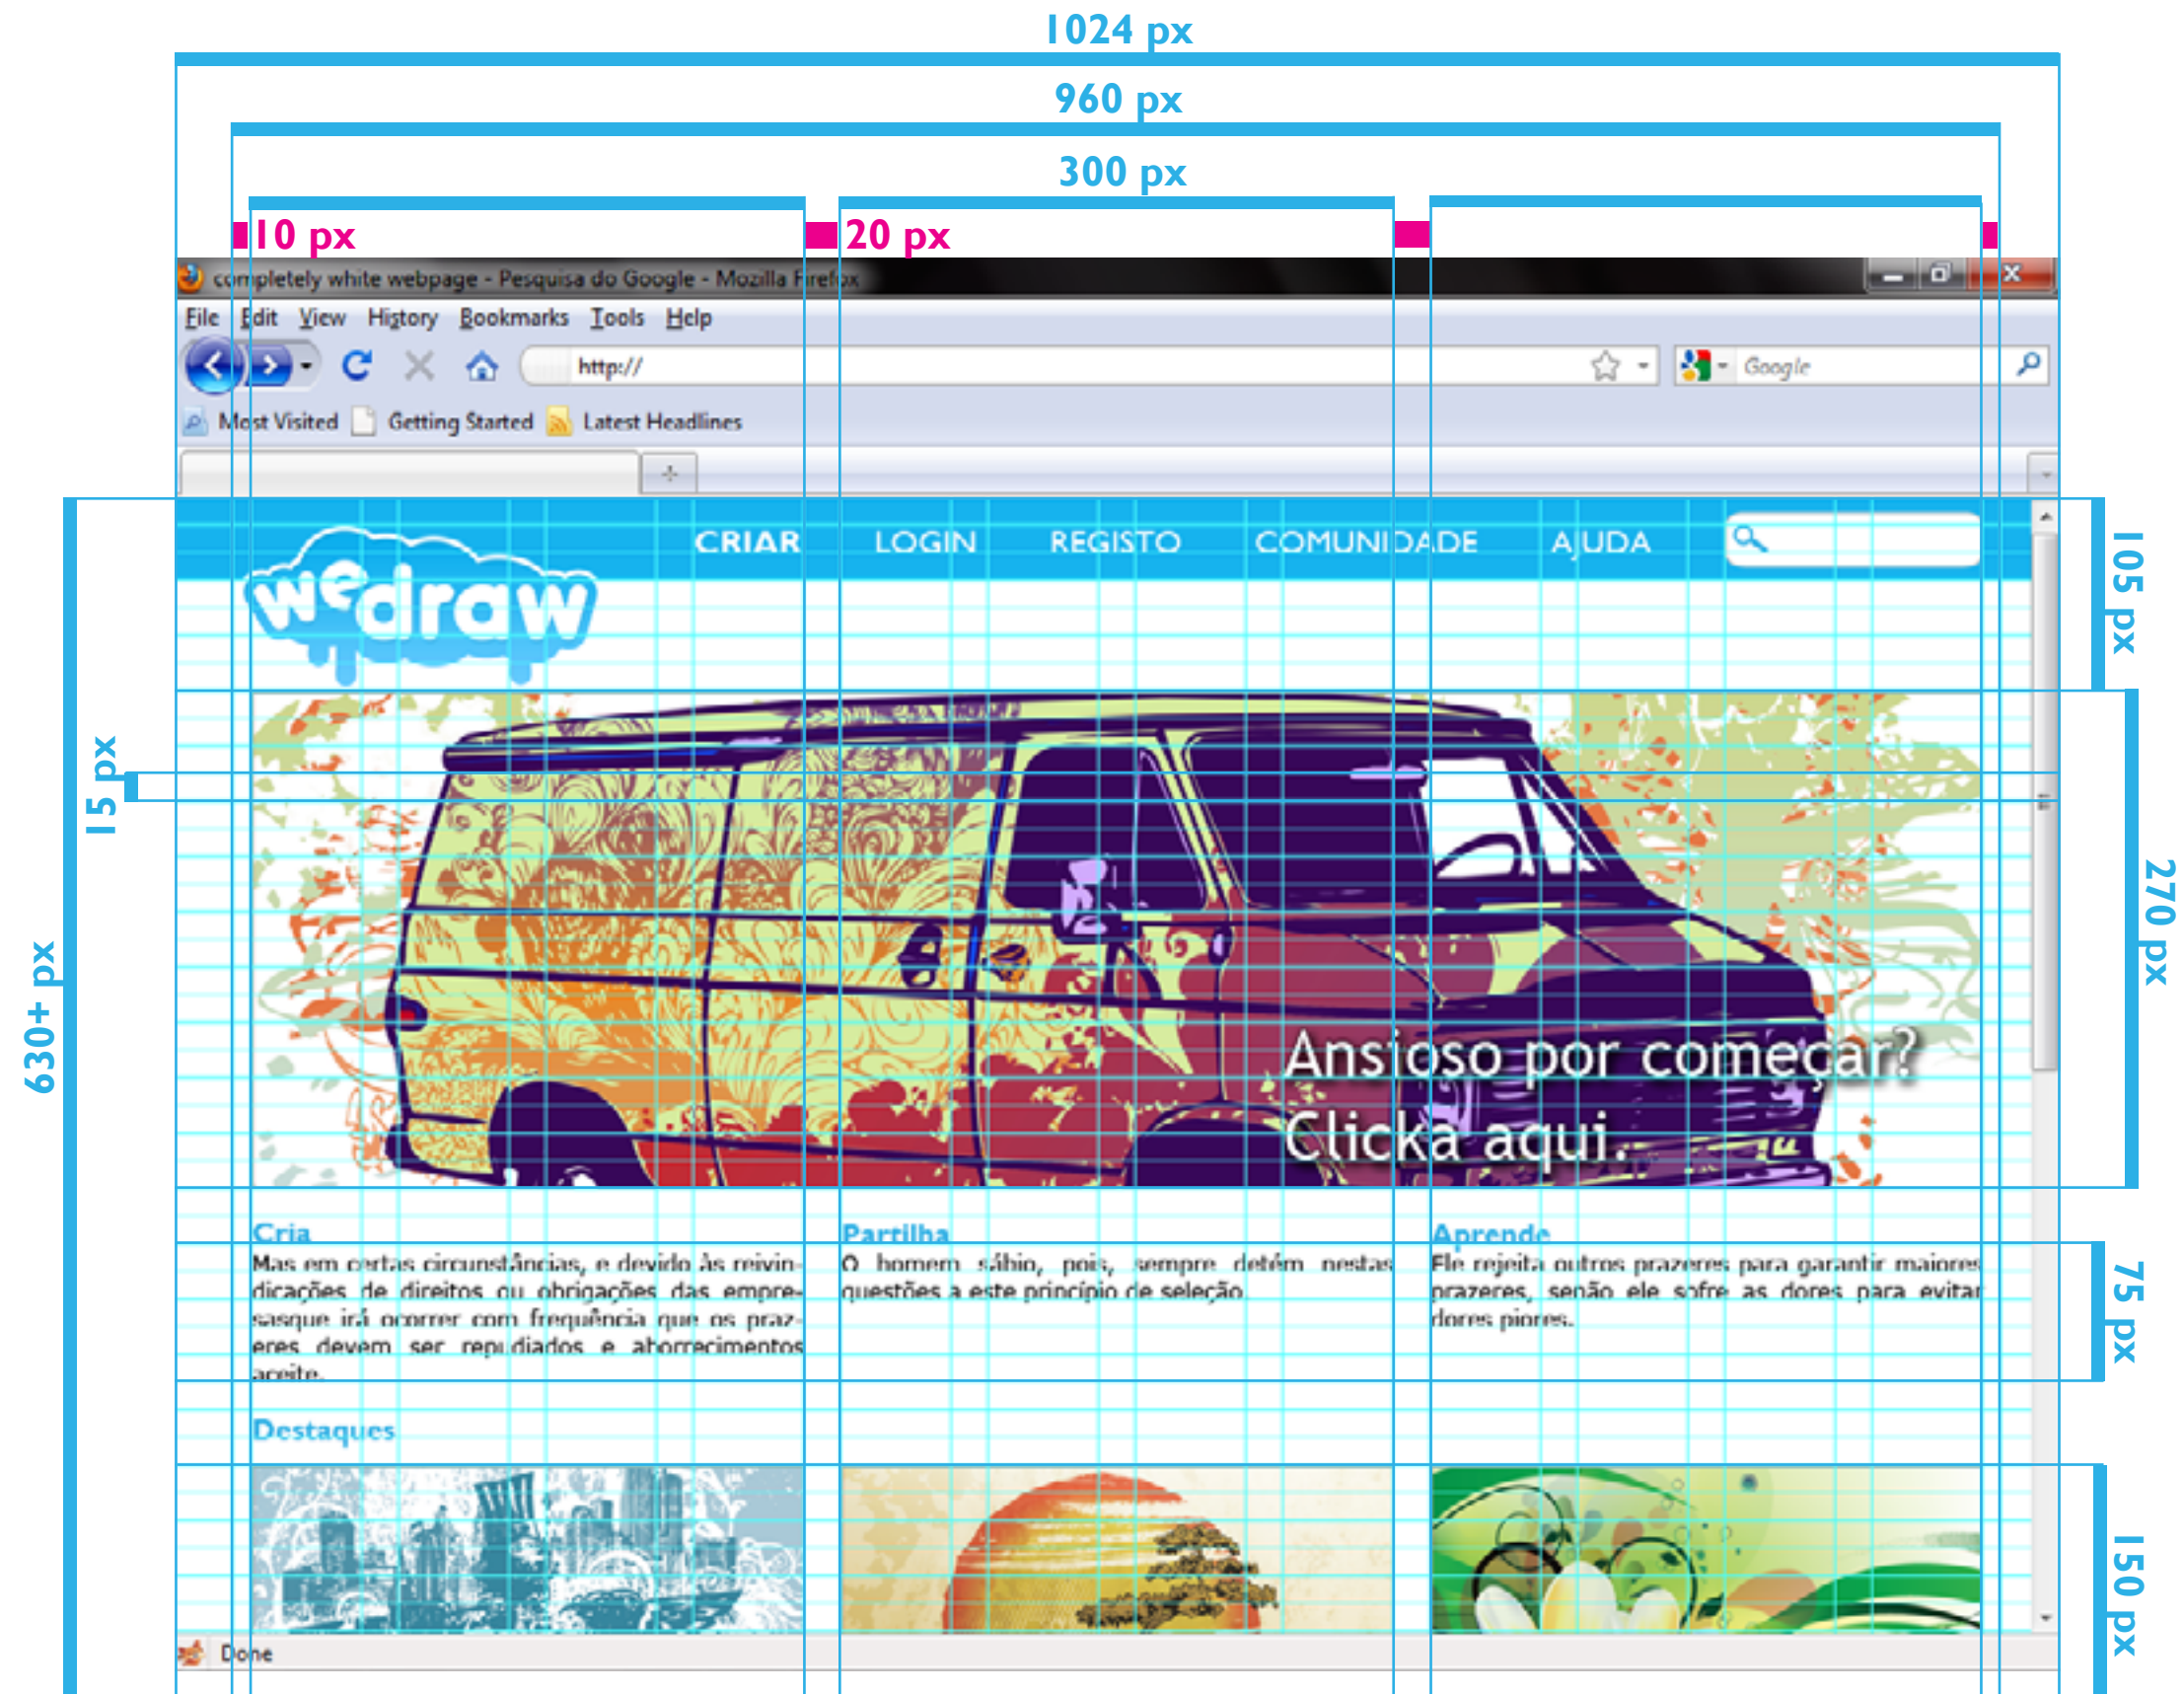 1024 px
960 px
300 px
10 px
20 px
completely white webpage - Pesquisa do Google - Mozilla Firefox
File Edit View History Bookmarks Tools Help
http://
Google
Most Visited Getting Started Latest Headlines
CRIAR LOGIN REGISTO COMUNIDADE AJUDA
wedraw
105 px
15 px
270 px
630+ px
Ansioso por começar?
Clicka aqui.
Cria
Mas em certas circunstâncias, e devido às reivin-
dicações de direitos ou obrigações das empre-
sasque irá ocorrer com frequência que os praz-
eres devem ser repudiados e aborrecimentos
aceite.
Partilha
O homem sábio, pois, sempre detém nestas
questões a este princípio de seleção.
Aprende
Ele rejeita outros prazeres para garantir maiores
prazeres, senão ele sofre as dores para evitar
dores piores.
75 px
Destaques
150 px
Done